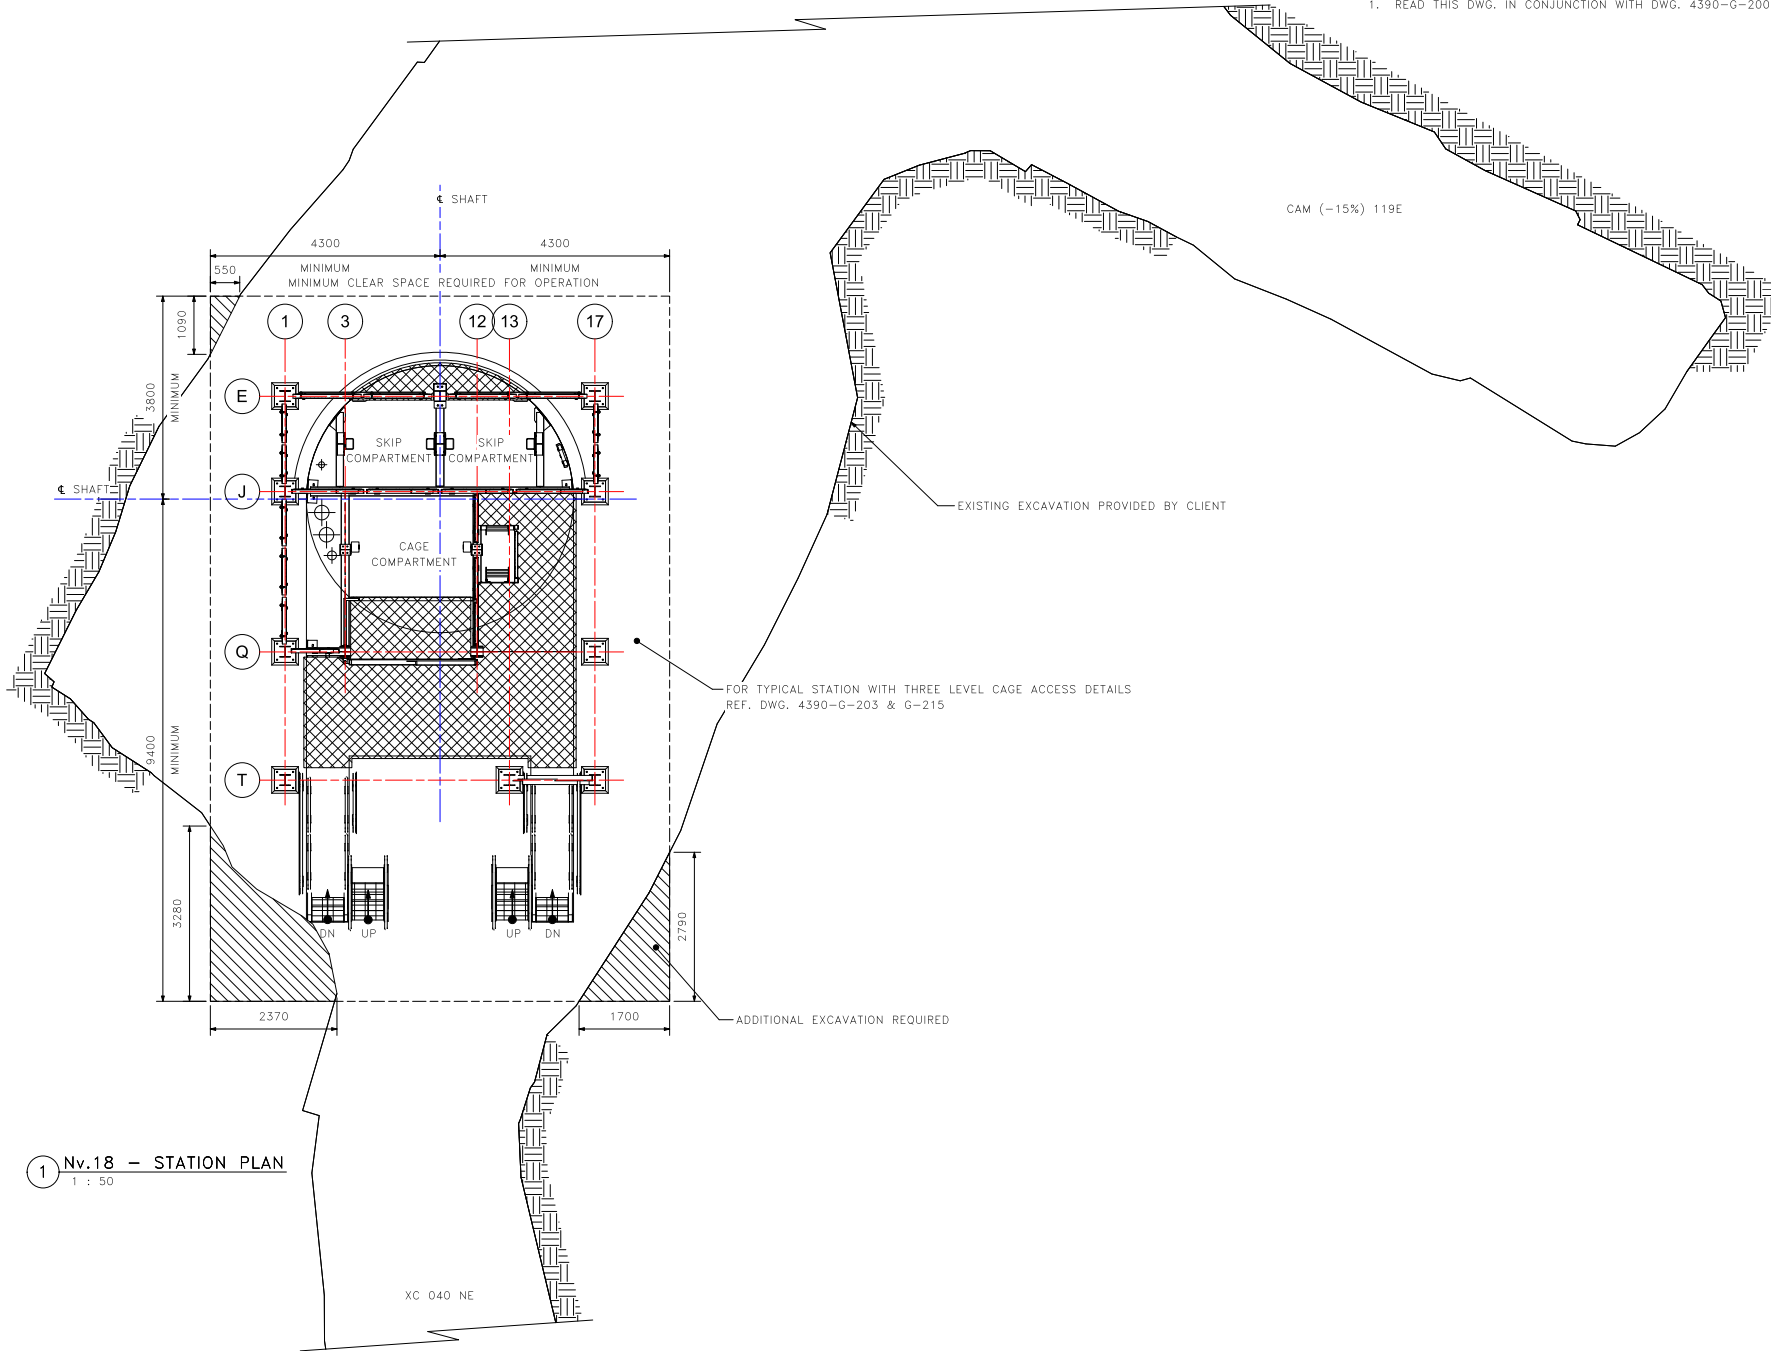 1. READ THIS DWG. IN CONJUNCTION WITH DWG. 4390-G-200
CAM (-15%) 119E
℄ SHAFT
4300
4300
550
MINIMUM
MINIMUM
MINIMUM CLEAR SPACE REQUIRED FOR OPERATION
1090
1
3
12
13
17
3800
MINIMUM
E
SKIP
COMPARTMENT
SKIP
COMPARTMENT
℄ SHAFT
J
EXISTING EXCAVATION PROVIDED BY CLIENT
CAGE
COMPARTMENT
Q
FOR TYPICAL STATION WITH THREE LEVEL CAGE ACCESS DETAILS
REF. DWG. 4390-G-203 & G-215
9400
MINIMUM
T
3280
2790
DN
UP
UP
DN
2370
1700
ADDITIONAL EXCAVATION REQUIRED
1
Nv.18 - STATION PLAN
1 : 50
XC 040 NE